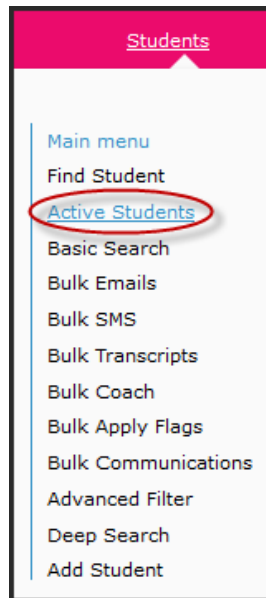 Students
Main menu
Find Student
Active Students
Basic Search
Bulk Emails
Bulk SMS
Bulk Transcripts
Bulk Coach
Bulk Apply Flags
Bulk Communications
Advanced Filter
Deep Search
Add Student